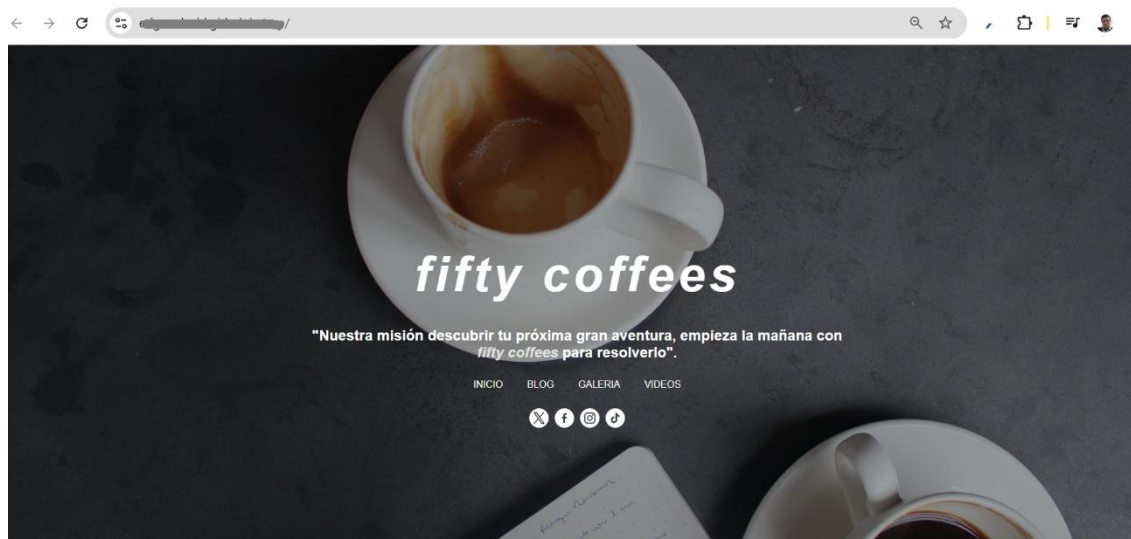 fifty coffees
"Nuestra misión descubrir tu próxima gran aventura, empieza la mañana con
fifty coffees para resolverlo".
INICIO BLOG GALERIA VIDEOS